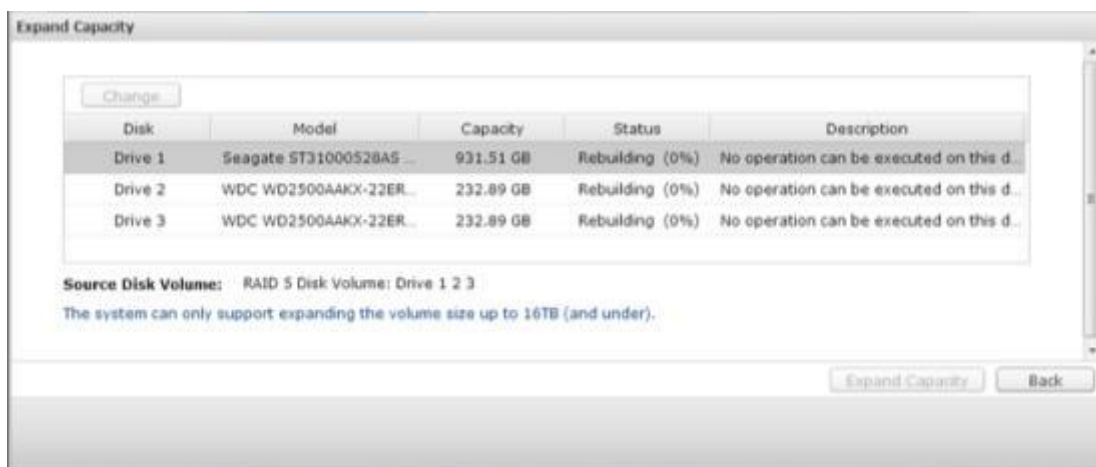 Expand Capacity
Change
Disk Model Capacity Status Description
Drive 1 Seagate ST31000528AS ... 931.51 GB Rebuilding (0%) No operation can be executed on this d...
Drive 2 WDC WD2500AAKX-22ER... 232.89 GB Rebuilding (0%) No operation can be executed on this d...
Drive 3 WDC WD2500AAKX-22ER... 232.89 GB Rebuilding (0%) No operation can be executed on this d...
Source Disk Volume: RAID 5 Disk Volume: Drive 1 2 3
The system can only support expanding the volume size up to 16TB (and under).
Expand Capacity Back